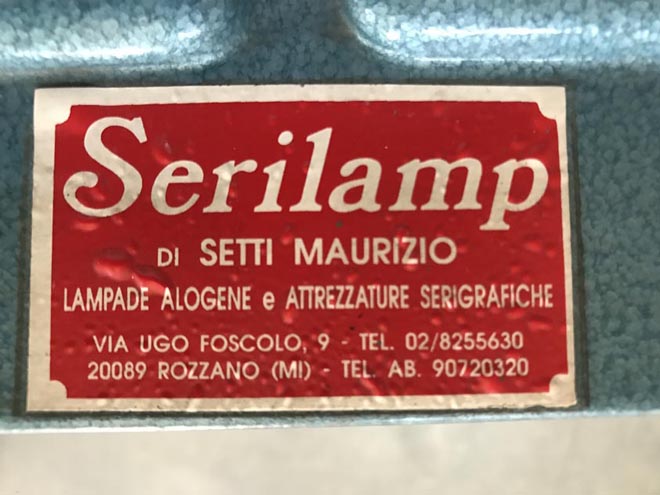 Serilamp
DI SETTI MAURIZIO
LAMPADE ALOGENE e ATTREZZATURE SERIGRAFICHE
VIA UGO FOSCOLO, 9 - TEL. 02/8255630
20089 ROZZANO (MI) - TEL. AB. 90720320